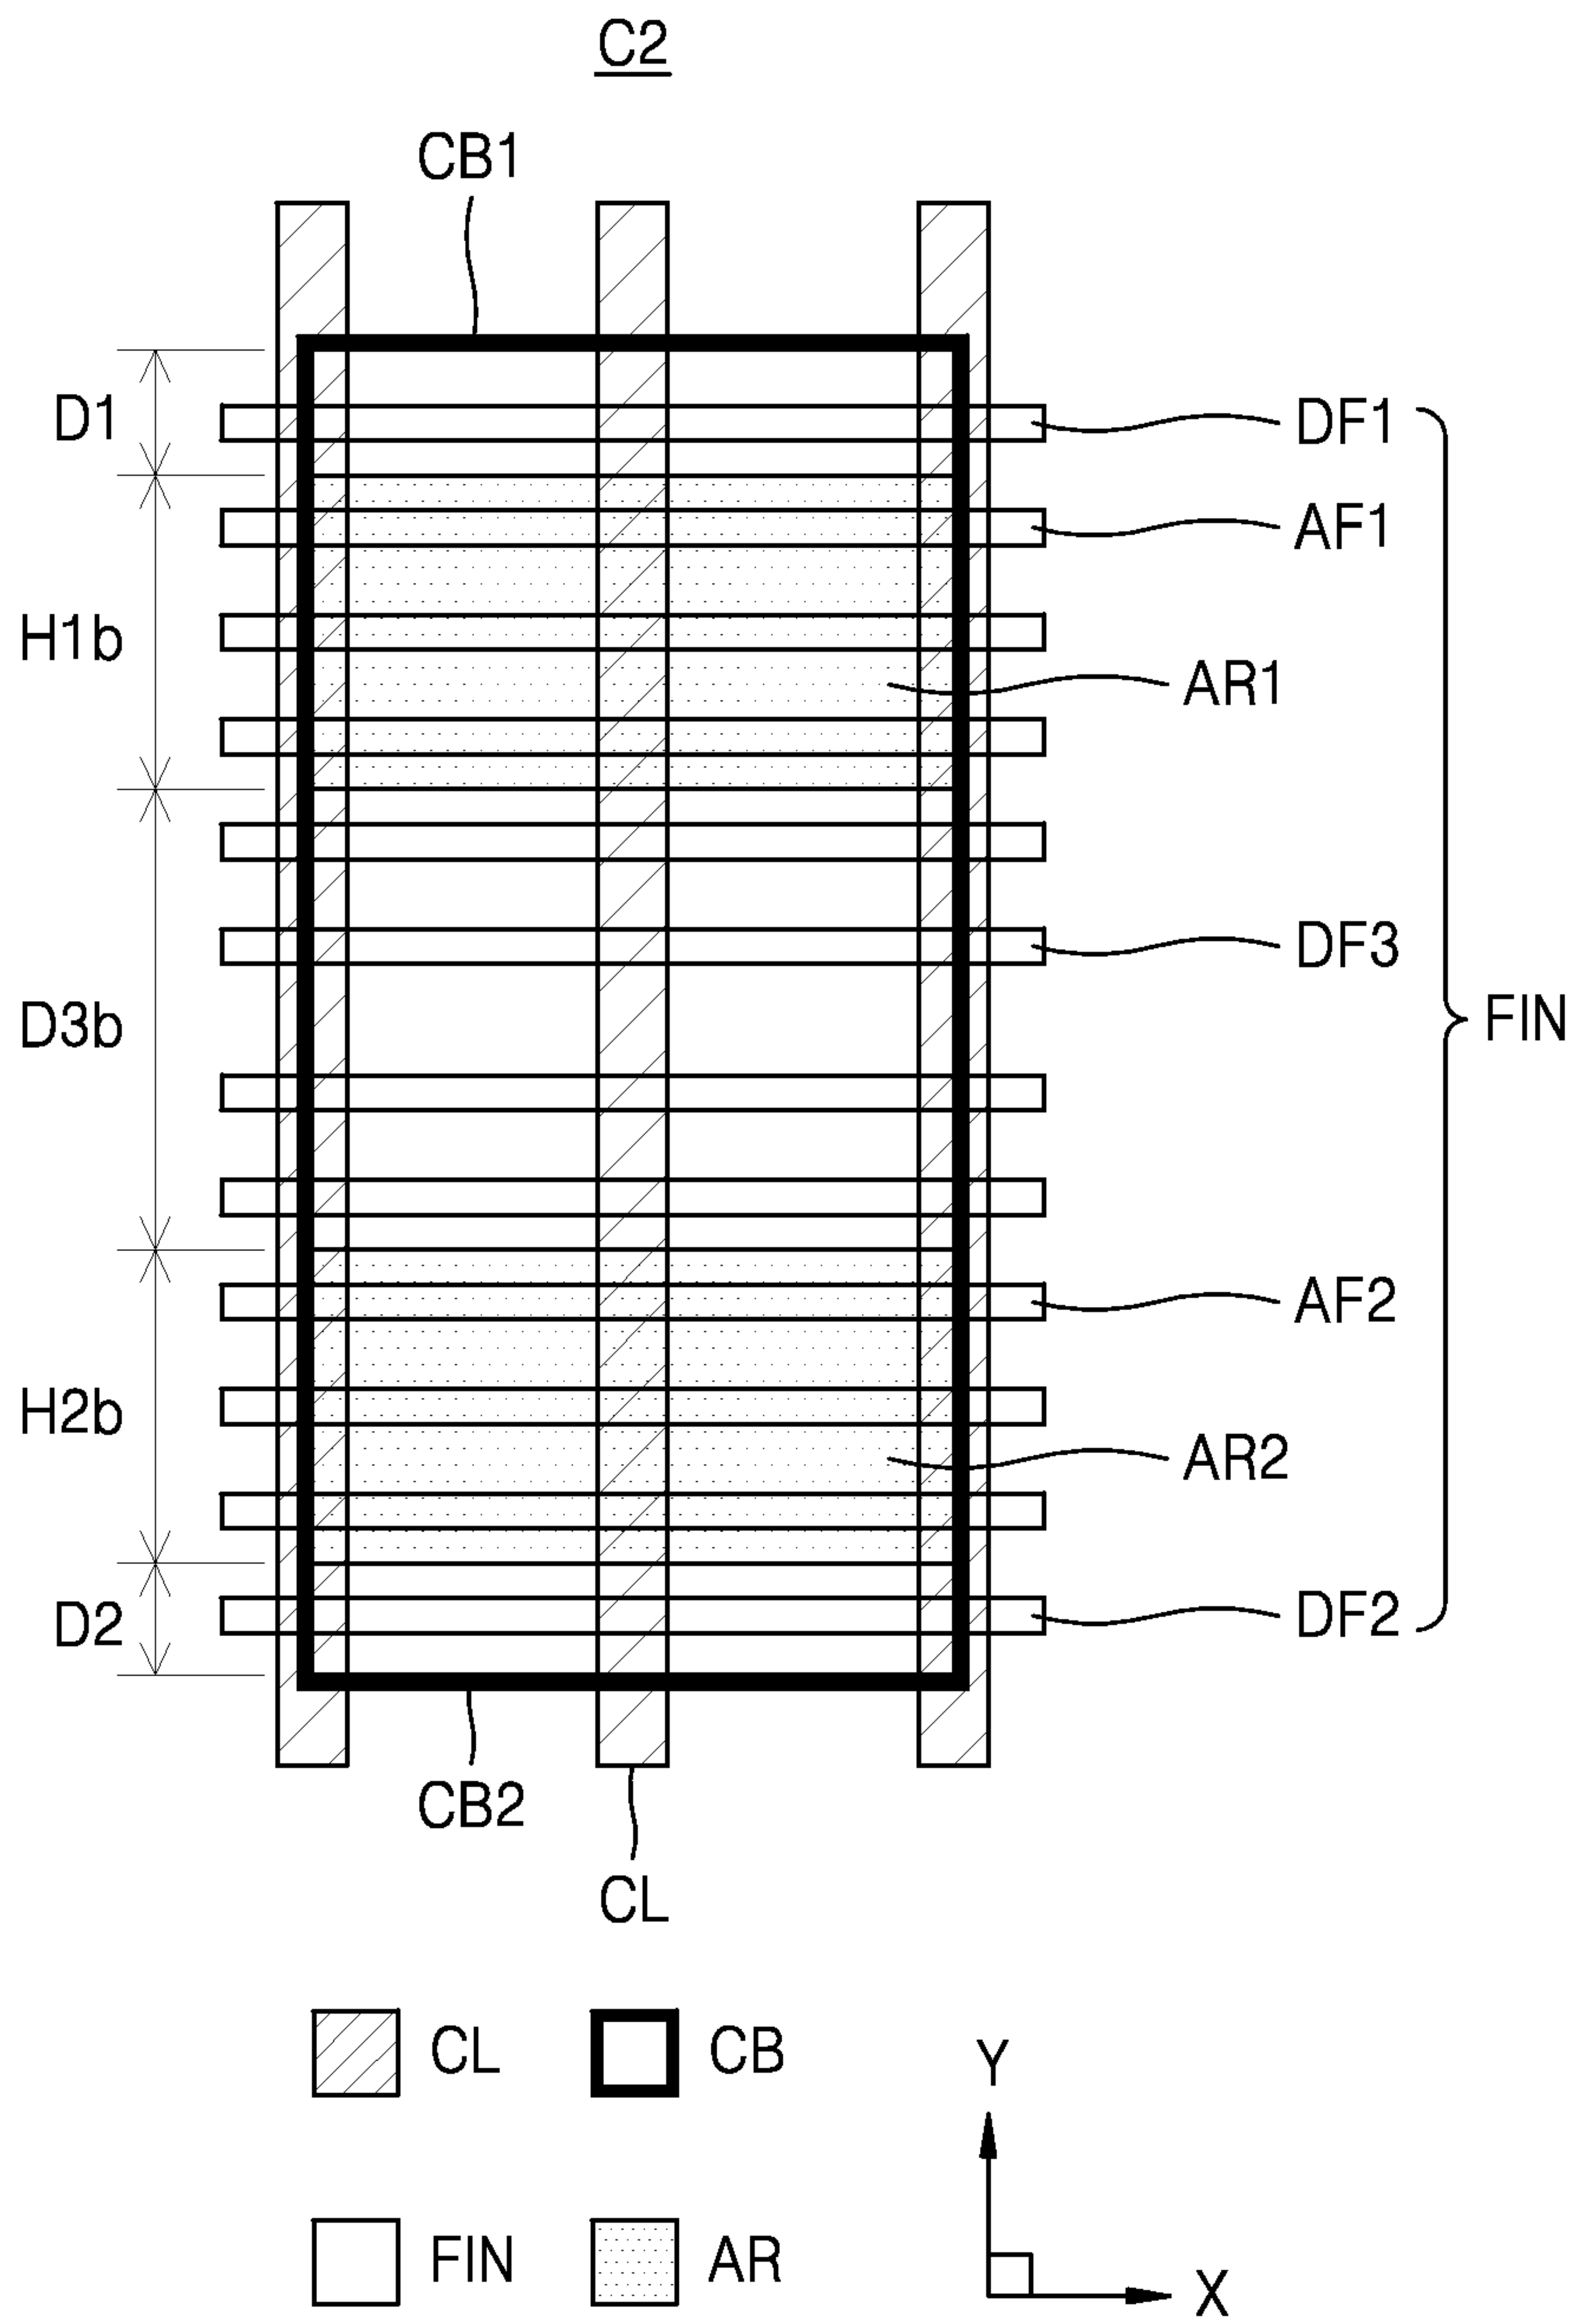 C2
CB1
D1
DF1
AF1
H1b
AR1
DF3
D3b
FIN
AF2
H2b
AR2
D2
DF2
CB2
CL
CL
CB
Y
FIN
AR
X